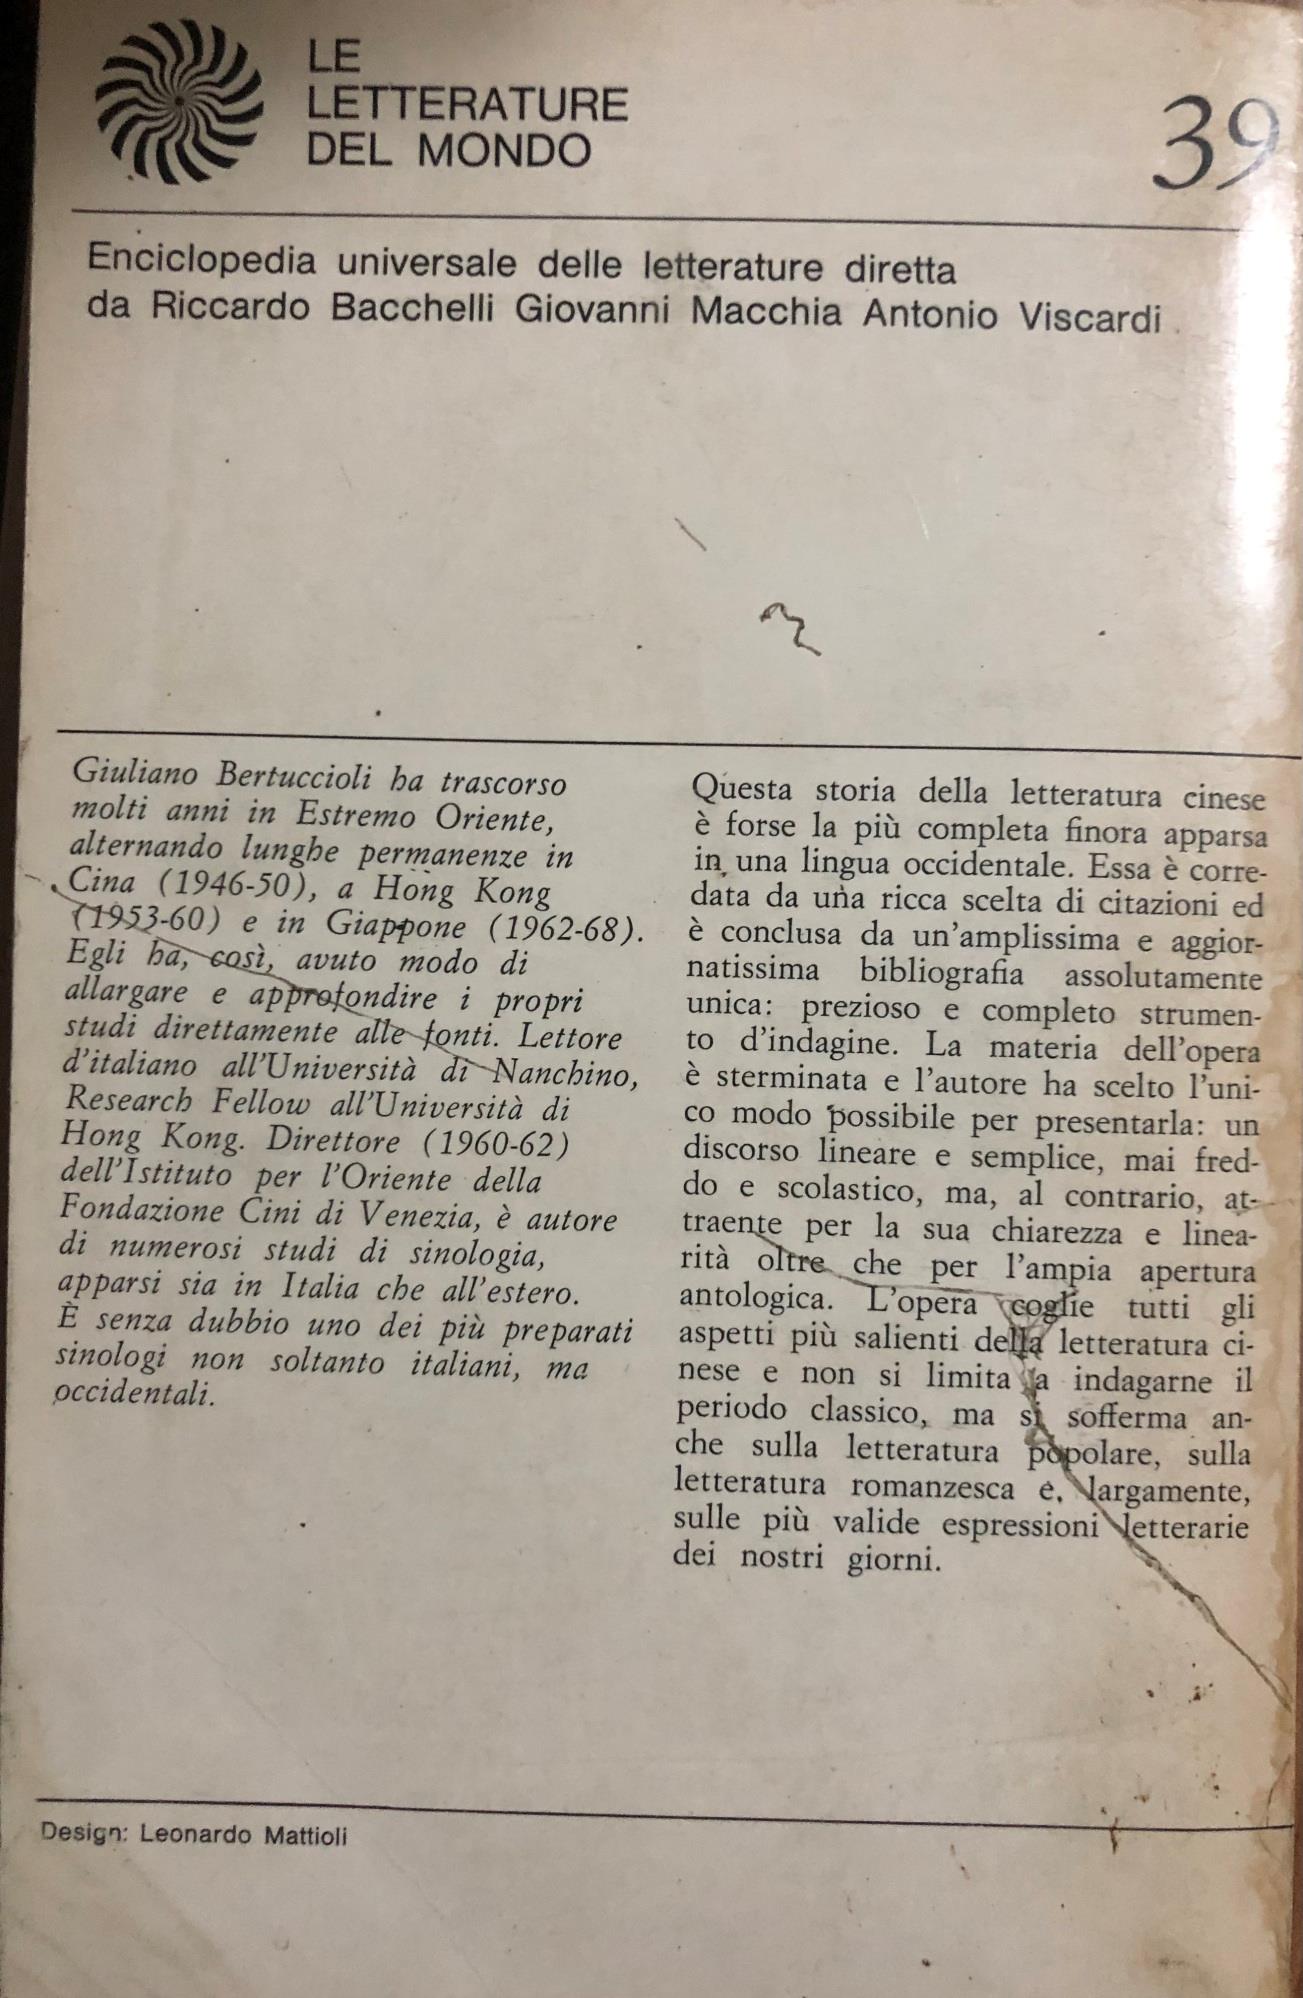 LE
LETTERATURE
DEL MONDO
39
Enciclopedia universale delle letterature diretta
da Riccardo Bacchelli Giovanni Macchia Antonio Viscardi
Giuliano Bertuccioli ha trascorso
molti anni in Estremo Oriente,
alternando lunghe permanenze in
Cina (1946-50), a Hong Kong
(1953-60) e in Giappone (1962-68).
Egli ha, così, avuto modo di
allargare e approfondire i propri
studi direttamente alle fonti. Lettore
d'italiano all'Università di Nanchino,
Research Fellow all'Università di
Hong Kong. Direttore (1960-62)
dell'Istituto per l'Oriente della
Fondazione Cini di Venezia, è autore
di numerosi studi di sinologia,
apparsi sia in Italia che all'estero.
È senza dubbio uno dei più preparati
sinologi non soltanto italiani, ma
occidentali.
Questa storia della letteratura cinese
è forse la più completa finora apparsa
in una lingua occidentale. Essa è corre-
data da una ricca scelta di citazioni ed
è conclusa da un'amplissima e aggior-
natissima bibliografia assolutamente
unica: prezioso e completo strumen-
to d'indagine. La materia dell'opera
è sterminata e l'autore ha scelto l'uni-
co modo possibile per presentarla: un
discorso lineare e semplice, mai fred-
do e scolastico, ma, al contrario, at-
traente per la sua chiarezza e linea-
rità oltre che per l'ampia apertura
antologica. L'opera coglie tutti gli
aspetti più salienti della letteratura ci-
nese e non si limita a indagarne il
periodo classico, ma si sofferma an-
che sulla letteratura popolare, sulla
letteratura romanzesca e, largamente,
sulle più valide espressioni letterarie
dei nostri giorni.
Design: Leonardo Mattioli